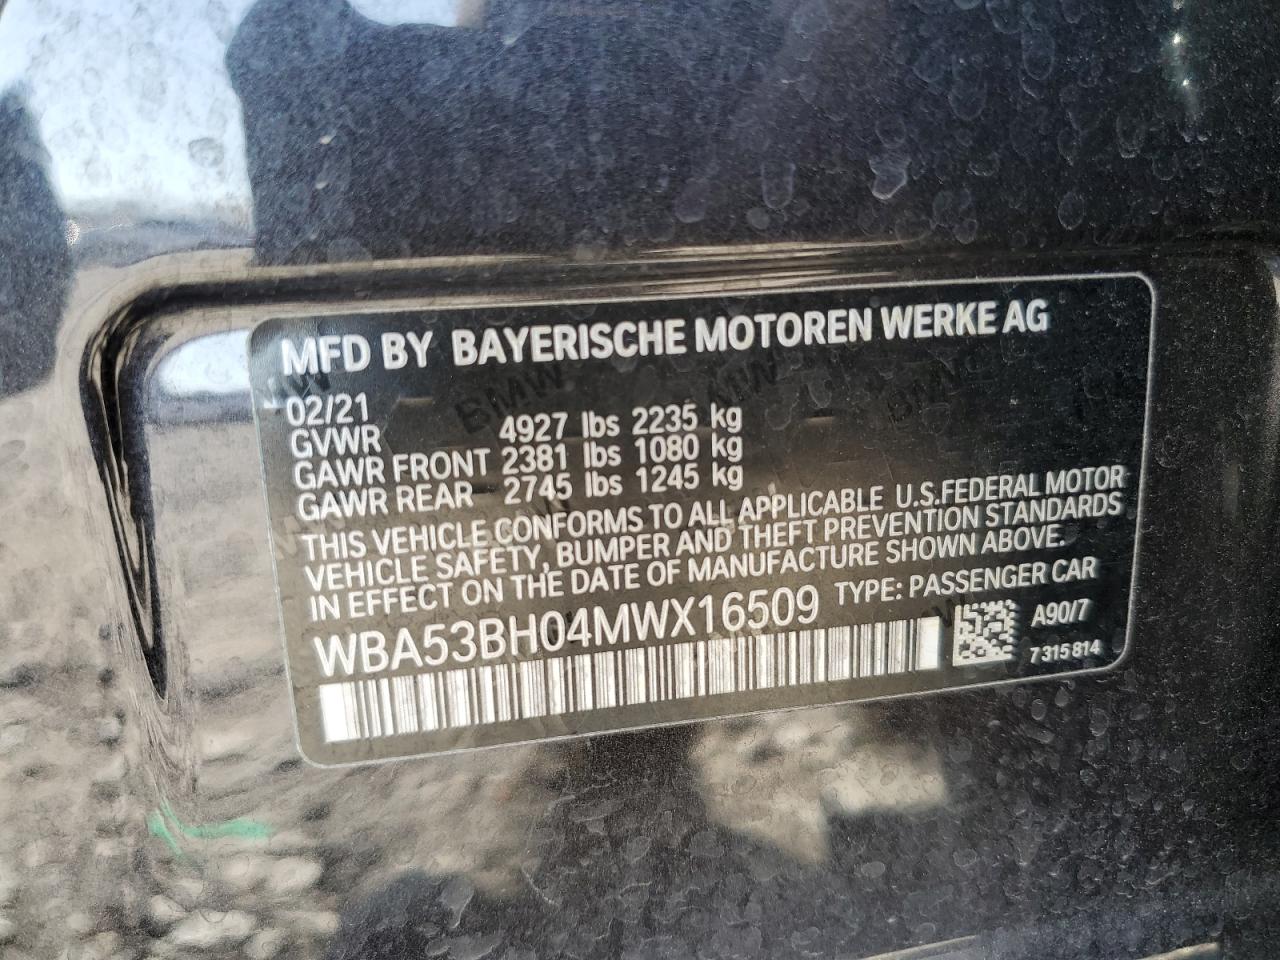 MFD BY BAYERISCHE MOTOREN WERKE AG
02/21
GVWR 4927 lbs 2235 kg
GAWR FRONT 2381 lbs 1080 kg
GAWR REAR 2745 lbs 1245 kg
THIS VEHICLE CONFORMS TO ALL APPLICABLE U.S.FEDERAL MOTOR
VEHICLE SAFETY, BUMPER AND THEFT PREVENTION STANDARDS
IN EFFECT ON THE DATE OF MANUFACTURE SHOWN ABOVE.
WBA53BH04MWX16509 TYPE: PASSENGER CAR
A90/7
7 315 814